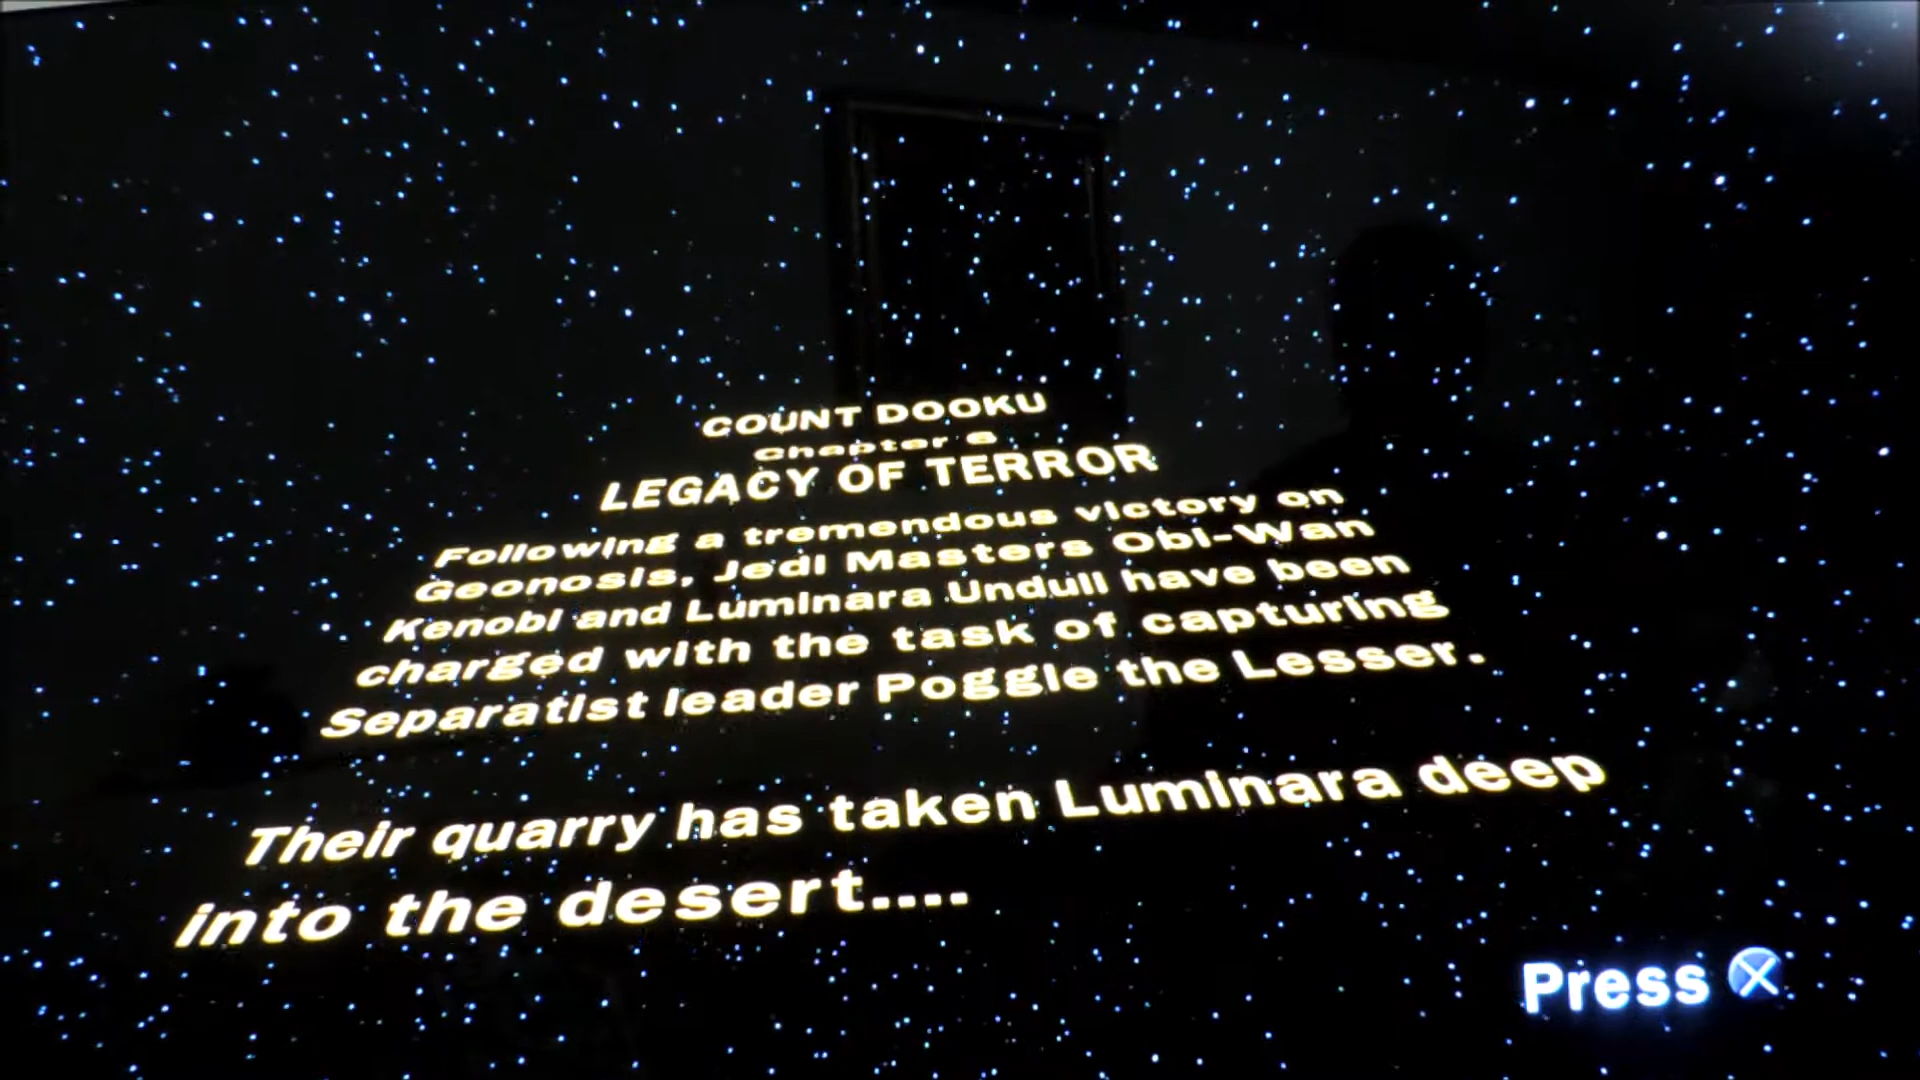 COUNT DOOKU
Chapter 6
LEGACY OF TERROR
Following a tremendous victory on
Geonosis, Jedi Masters Obi-Wan
Kenobi and Luminara Unduli have been
charged with the task of capturing
Separatist leader Poggle the Lesser.
Their quarry has taken Luminara deep
into the desert....
Press X